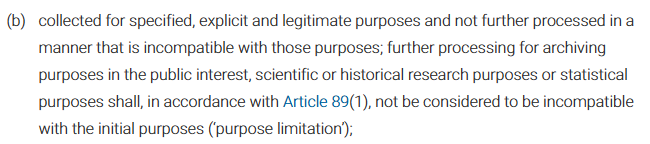 (b) collected for specified, explicit and legitimate purposes and not further processed in a
manner that is incompatible with those purposes; further processing for archiving
purposes in the public interest, scientific or historical research purposes or statistical
purposes shall, in accordance with Article 89(1), not be considered to be incompatible
with the initial purposes (‘purpose limitation’);